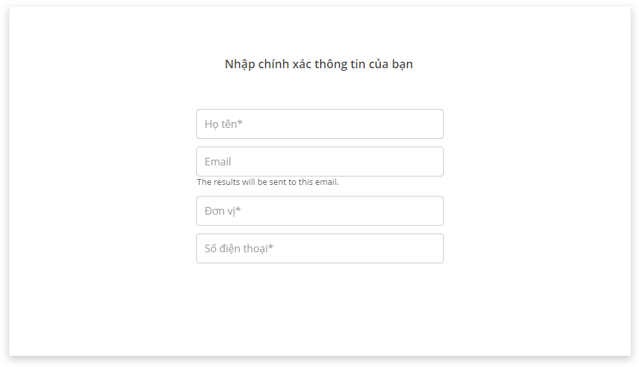 Nhập chính xác thông tin của bạn
Họ tên*
Email
The results will be sent to this email.
Đơn vị*
Số điện thoại*